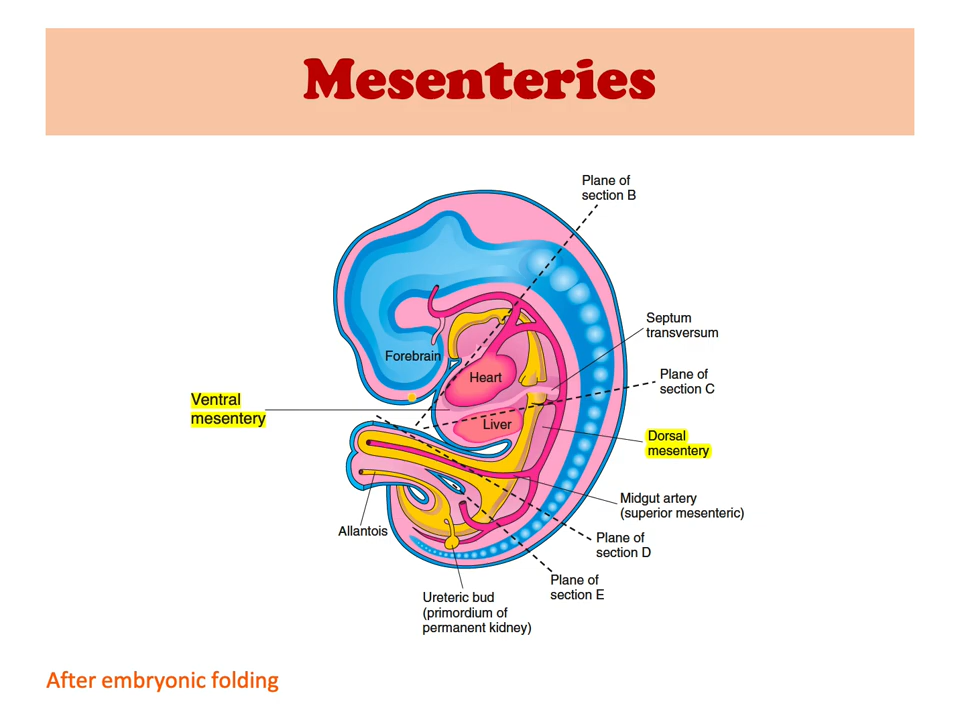 Mesenteries
Plane of
section B
Septum
transversum
Forebrain
Heart
Plane of
section C
Ventral
mesentery
Liver
Dorsal
mesentery
Midgut artery
(superior mesenteric)
Allantois
Plane of
section D
Plane of
section E
Ureteric bud
(primordium of
permanent kidney)
After embryonic folding